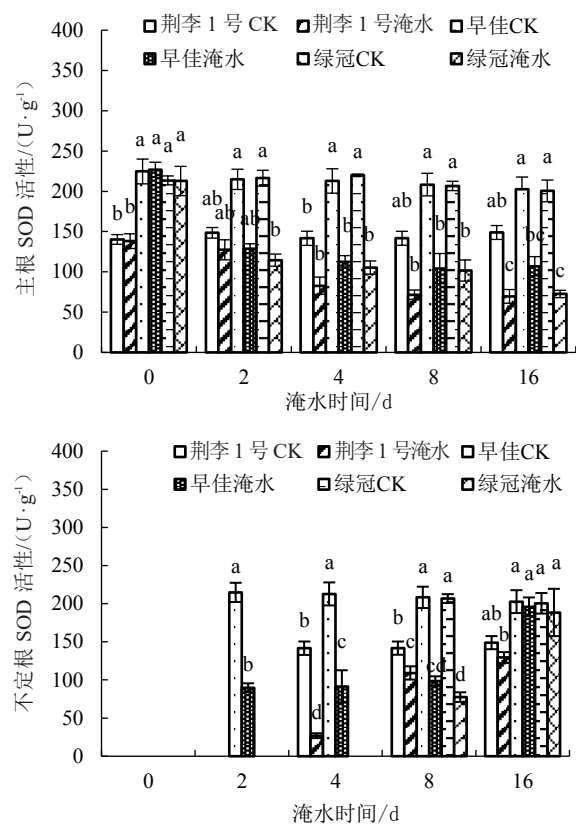 荆李1号CK 荆李1号淹水 早佳CK
早佳淹水 绿冠CK 绿冠淹水
主根 SOD 活性/(U·g⁻¹)
400
350
300
250
200
150
100
50
0
b b a a a a
ab ab a ab a b
b c a b a b
ab c a b a b
ab c a bc a c
0 2 4 8 16
淹水时间/d
荆李1号CK 荆李1号淹水 早佳CK
早佳淹水 绿冠CK 绿冠淹水
不定根 SOD 活性/(U·g⁻¹)
400
350
300
250
200
150
100
50
0
a b
b d a c
b c a cd a d
ab b a a a a
0 2 4 8 16
淹水时间/d